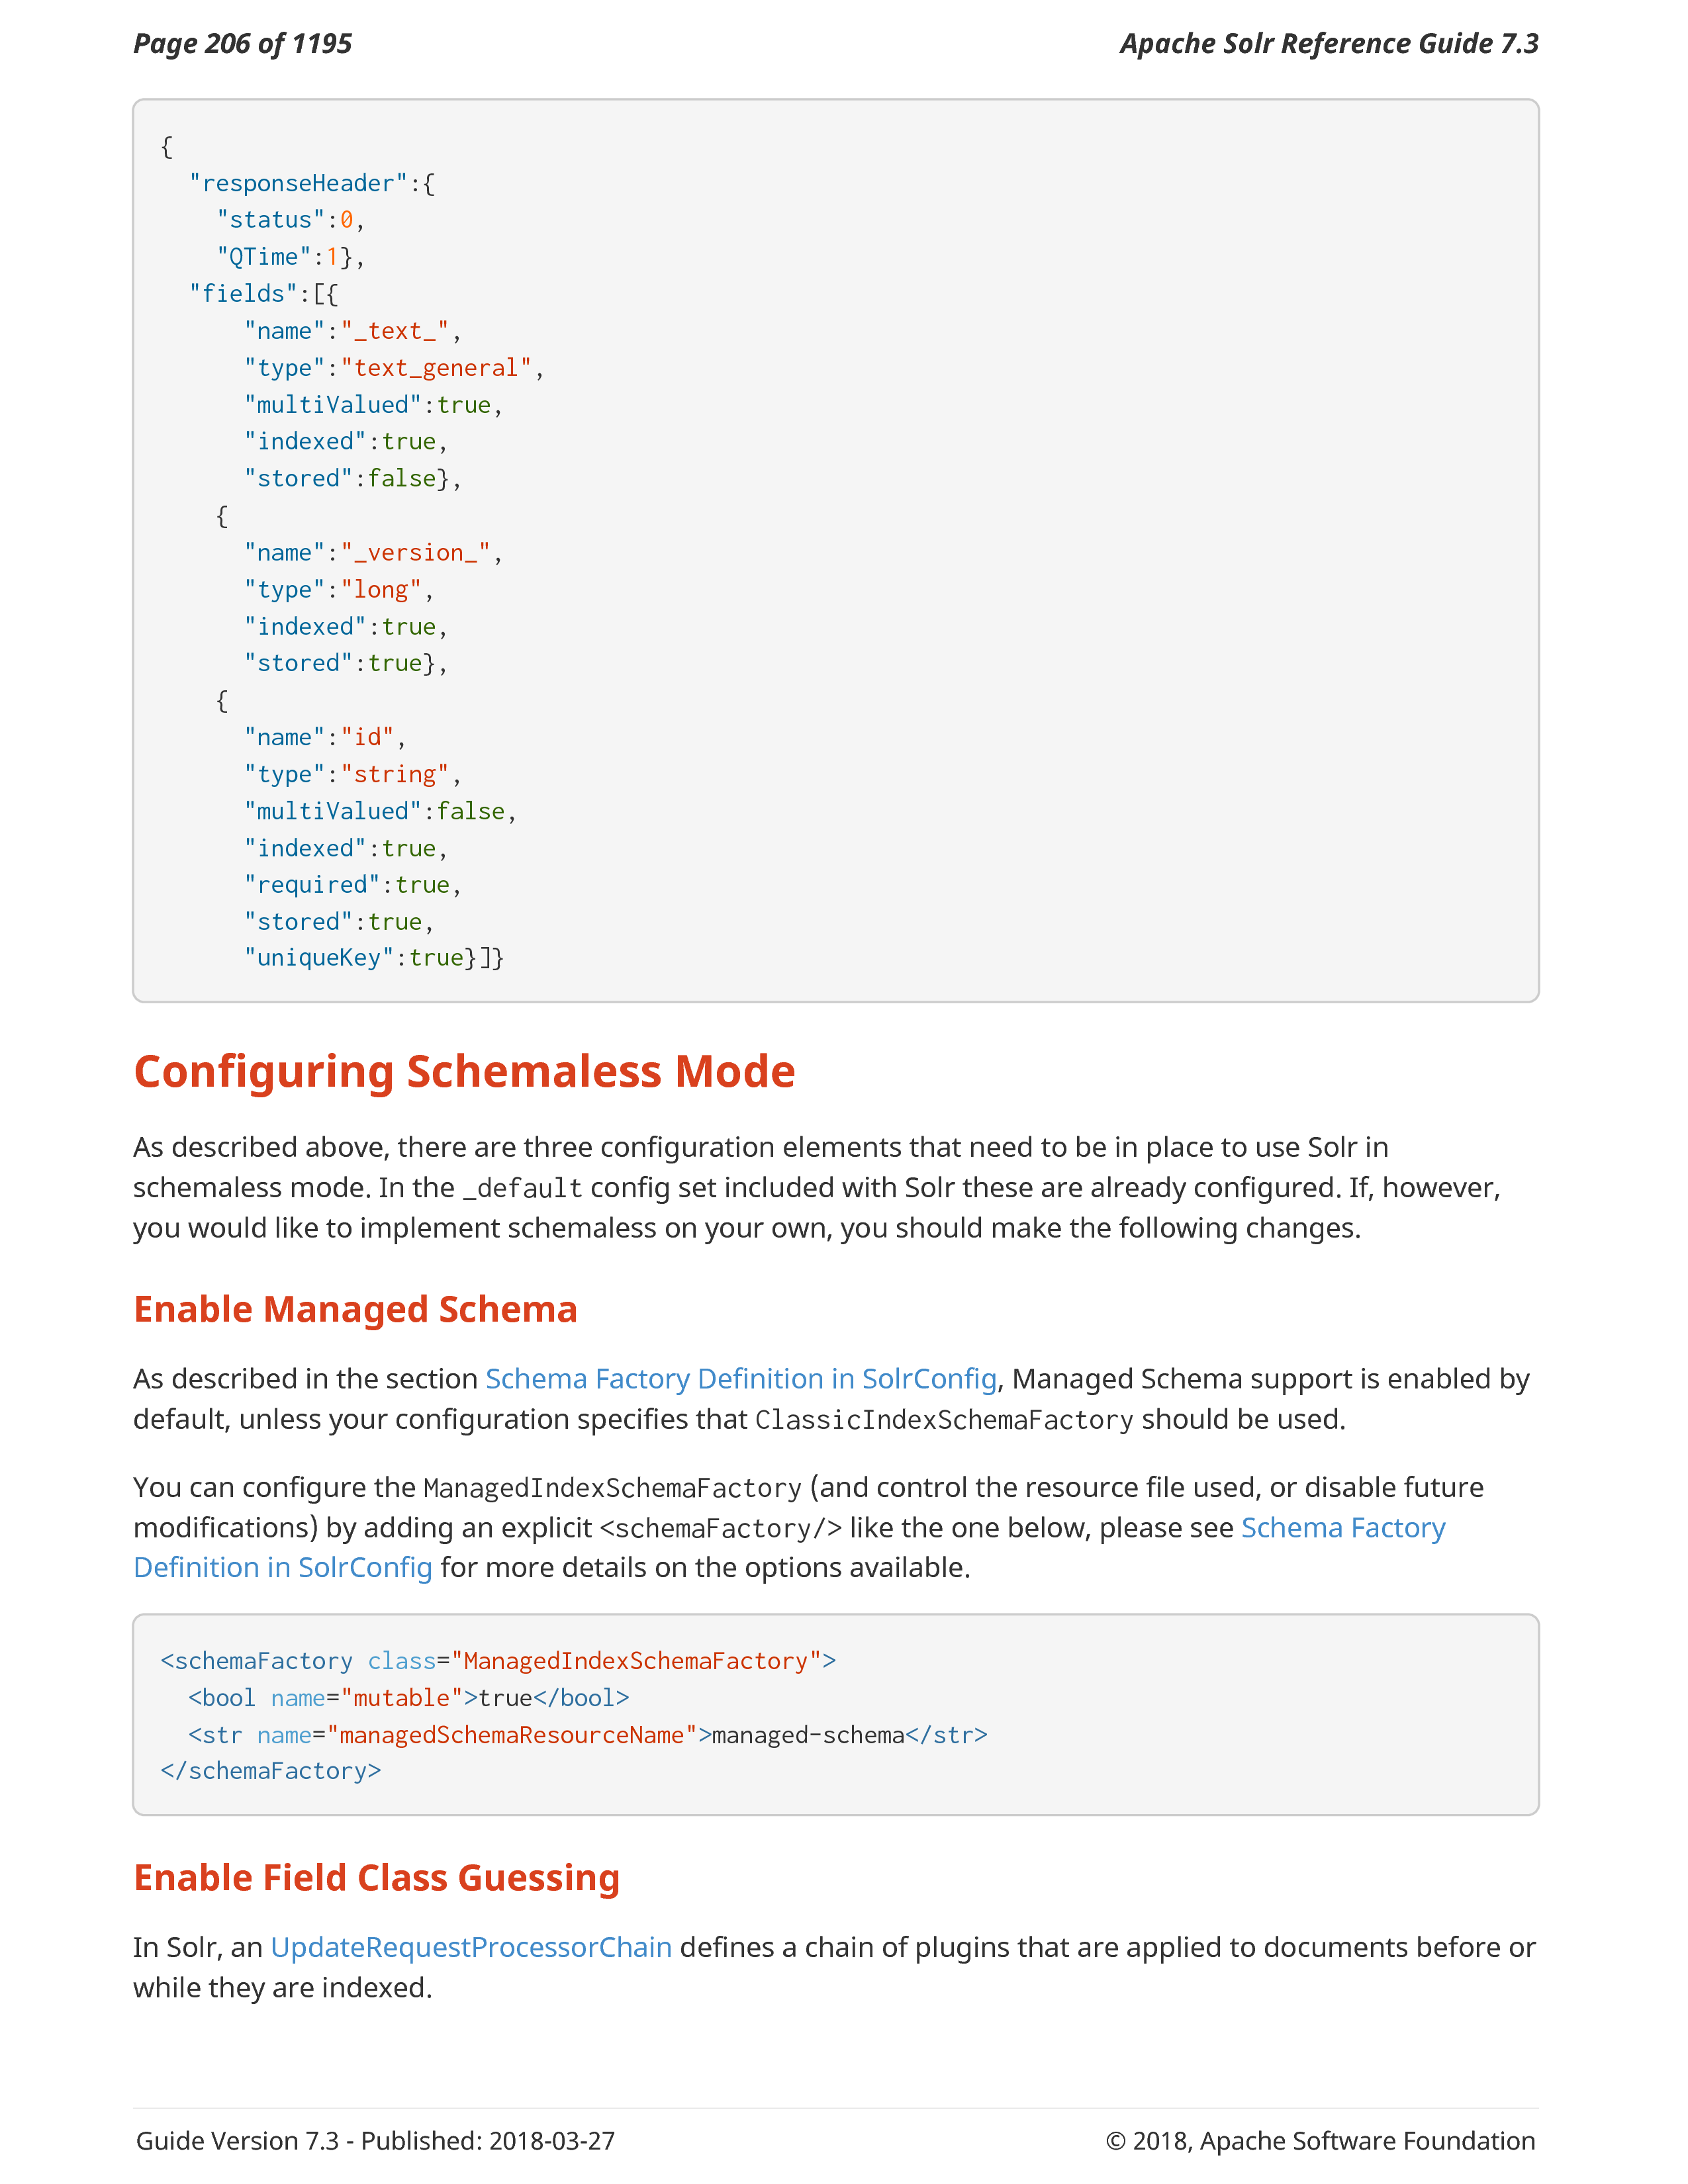 Page 206 of 1195
Apache Solr Reference Guide 7.3
{
  "responseHeader":{
    "status":0,
    "QTime":1},
  "fields":[{
      "name":"_text_",
      "type":"text_general",
      "multiValued":true,
      "indexed":true,
      "stored":false},
    {
      "name":"_version_",
      "type":"long",
      "indexed":true,
      "stored":true},
    {
      "name":"id",
      "type":"string",
      "multiValued":false,
      "indexed":true,
      "required":true,
      "stored":true,
      "uniqueKey":true}]}
Configuring Schemaless Mode
As described above, there are three configuration elements that need to be in place to use Solr in
schemaless mode. In the _default config set included with Solr these are already configured. If, however,
you would like to implement schemaless on your own, you should make the following changes.
Enable Managed Schema
As described in the section Schema Factory Definition in SolrConfig, Managed Schema support is enabled by
default, unless your configuration specifies that ClassicIndexSchemaFactory should be used.
You can configure the ManagedIndexSchemaFactory (and control the resource file used, or disable future
modifications) by adding an explicit <schemaFactory/> like the one below, please see Schema Factory
Definition in SolrConfig for more details on the options available.
<schemaFactory class="ManagedIndexSchemaFactory">
  <bool name="mutable">true</bool>
  <str name="managedSchemaResourceName">managed-schema</str>
</schemaFactory>
Enable Field Class Guessing
In Solr, an UpdateRequestProcessorChain defines a chain of plugins that are applied to documents before or
while they are indexed.
Guide Version 7.3 - Published: 2018-03-27
© 2018, Apache Software Foundation